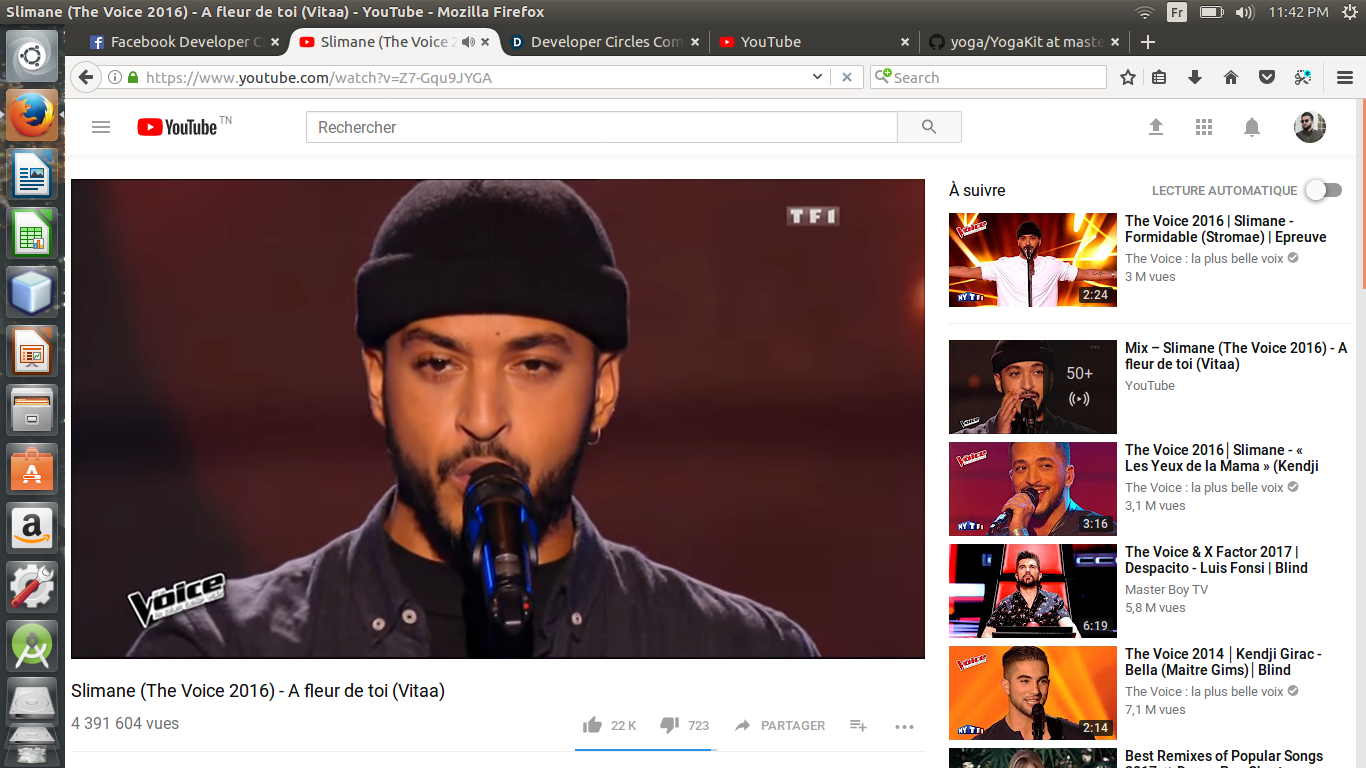 Slimane (The Voice 2016) - A fleur de toi (Vitaa) - YouTube - Mozilla Firefox
Fr
11:42 PM
Facebook Developer C
Slimane (The Voice 2
Developer Circles Com
YouTube
yoga/YogaKit at maste
https://www.youtube.com/watch?v=Z7-Gqu9JYGA
Search
YouTube TN
Rechercher
TF1
The Voice
Slimane (The Voice 2016) - A fleur de toi (Vitaa)
4 391 604 vues
22 K
723
PARTAGER
À suivre
LECTURE AUTOMATIQUE
The Voice 2016 | Slimane -
Formidable (Stromae) | Epreuve
The Voice : la plus belle voix
3 M vues
Voice
NYTF1
2:24
Mix – Slimane (The Voice 2016) - A
fleur de toi (Vitaa)
YouTube
50+
Voice
The Voice 2016│Slimane - «
Les Yeux de la Mama » (Kendji
The Voice : la plus belle voix
3,1 M vues
Voice
NYTF1
3:16
The Voice & X Factor 2017 |
Despacito - Luis Fonsi | Blind
Master Boy TV
5,8 M vues
6:19
The Voice 2014 │Kendji Girac -
Bella (Maitre Gims)│Blind
The Voice : la plus belle voix
7,1 M vues
Voice
NYTF1
2:14
Best Remixes of Popular Songs